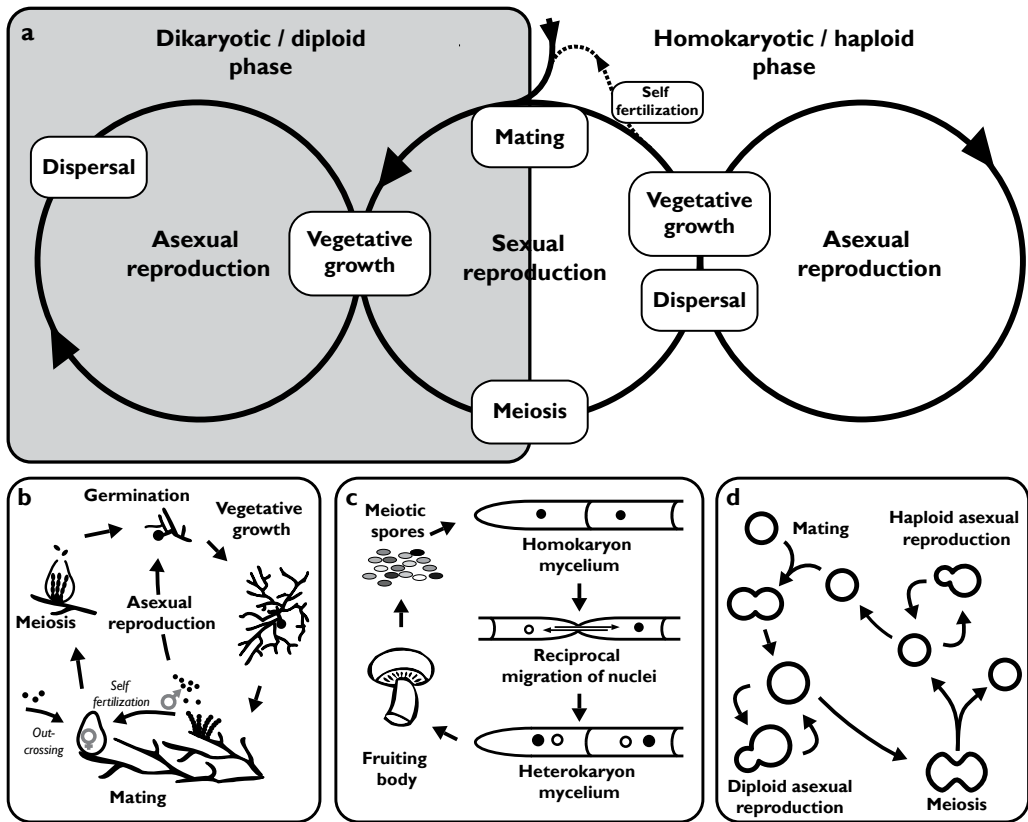 a
Dikaryotic / diploid
phase
Homokaryotic / haploid
phase
Self
fertilization
Mating
Dispersal
Vegetative
growth
Asexual
reproduction
Vegetative
growth
Sexual
reproduction
Asexual
reproduction
Dispersal
Meiosis
b
Germination
Vegetative
growth
Meiosis
Asexual
reproduction
Self
fertilization
Out-
crossing
Mating
c
Meiotic
spores
Homokaryon
mycelium
Reciprocal
migration of nuclei
Fruiting
body
Heterokaryon
mycelium
d
Mating
Haploid asexual
reproduction
Diploid asexual
reproduction
Meiosis